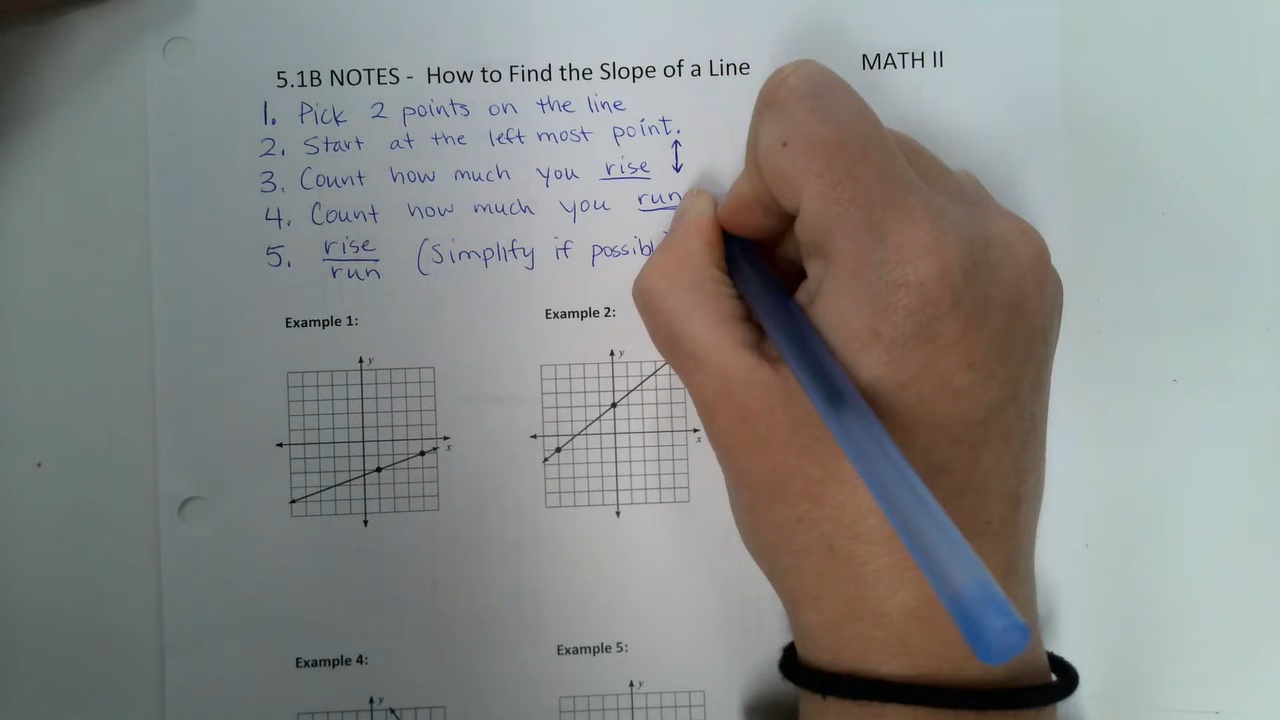 5.1B NOTES - How to Find the Slope of a Line MATH II
1. Pick 2 points on the line
2. Start at the left most point.
3. Count how much you rise
4. Count how much you run
5. rise
run (Simplify if possibl
Example 1: Example 2:
y y
x x
Example 4: Example 5:
y y